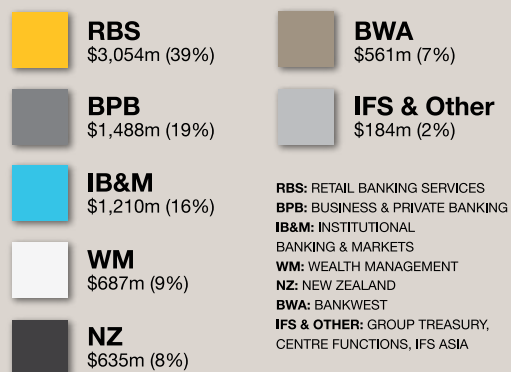 RBS
$3,054m (39%)
BPB
$1,488m (19%)
IB&M
$1,210m (16%)
WM
$687m (9%)
NZ
$635m (8%)
BWA
$561m (7%)
IFS & Other
$184m (2%)
RBS: RETAIL BANKING SERVICES
BPB: BUSINESS & PRIVATE BANKING
IB&M: INSTITUTIONAL
BANKING & MARKETS
WM: WEALTH MANAGEMENT
NZ: NEW ZEALAND
BWA: BANKWEST
IFS & OTHER: GROUP TREASURY,
CENTRE FUNCTIONS, IFS ASIA